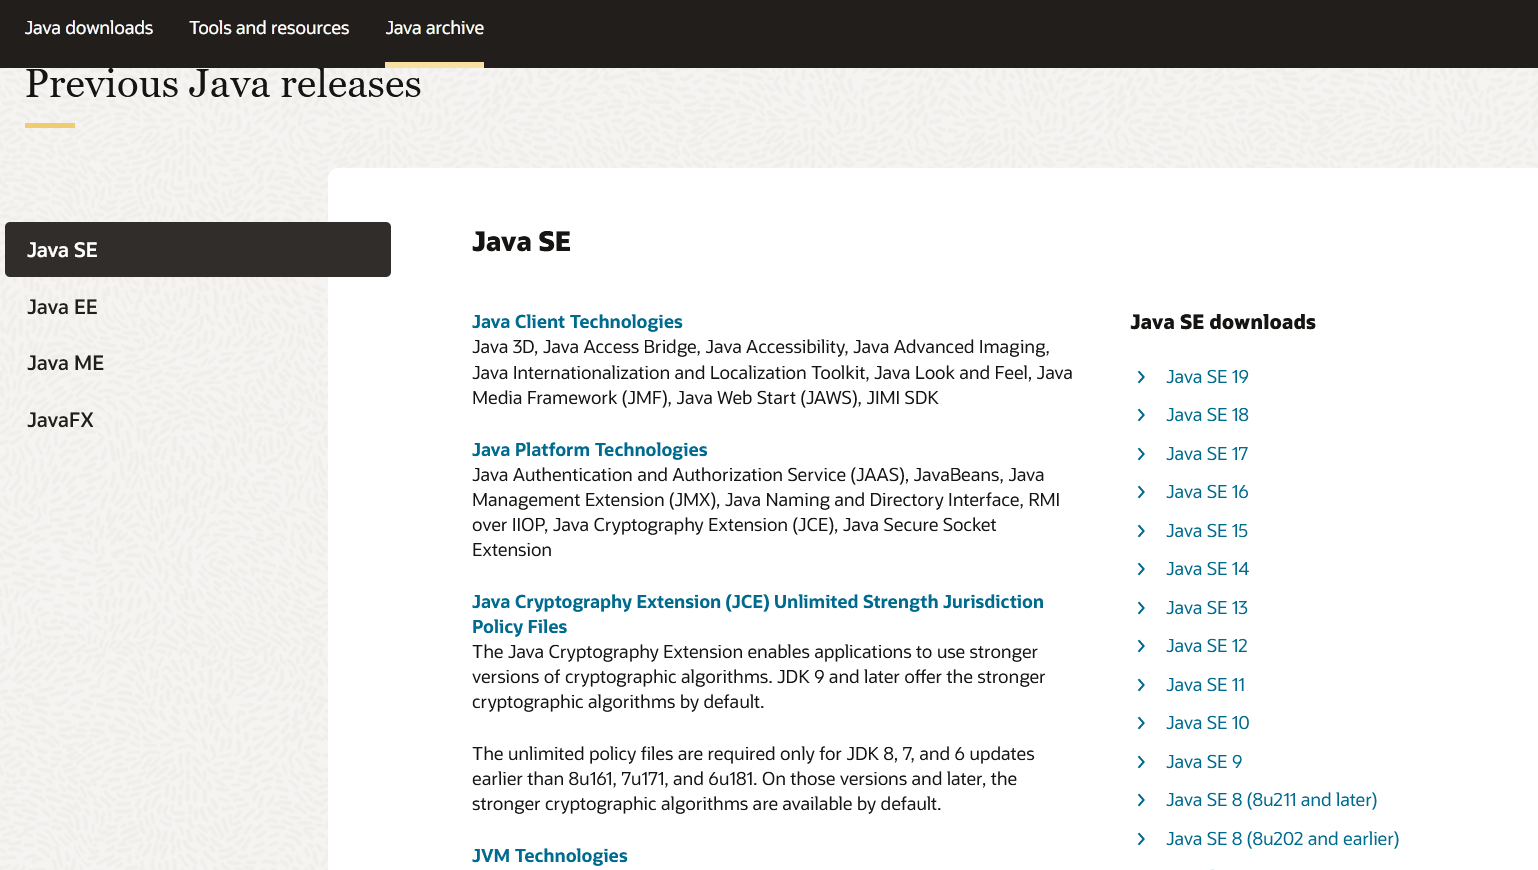 Java downloads
Tools and resources
Java archive
Previous Java releases
Java SE
Java EE
Java ME
JavaFX
Java SE
Java Client Technologies
Java 3D, Java Access Bridge, Java Accessibility, Java Advanced Imaging,
Java Internationalization and Localization Toolkit, Java Look and Feel, Java
Media Framework (JMF), Java Web Start (JAWS), JIMI SDK
Java Platform Technologies
Java Authentication and Authorization Service (JAAS), JavaBeans, Java
Management Extension (JMX), Java Naming and Directory Interface, RMI
over IIOP, Java Cryptography Extension (JCE), Java Secure Socket
Extension
Java Cryptography Extension (JCE) Unlimited Strength Jurisdiction
Policy Files
The Java Cryptography Extension enables applications to use stronger
versions of cryptographic algorithms. JDK 9 and later offer the stronger
cryptographic algorithms by default.
The unlimited policy files are required only for JDK 8, 7, and 6 updates
earlier than 8u161, 7u171, and 6u181. On those versions and later, the
stronger cryptographic algorithms are available by default.
JVM Technologies
Java SE downloads
Java SE 19
Java SE 18
Java SE 17
Java SE 16
Java SE 15
Java SE 14
Java SE 13
Java SE 12
Java SE 11
Java SE 10
Java SE 9
Java SE 8 (8u211 and later)
Java SE 8 (8u202 and earlier)